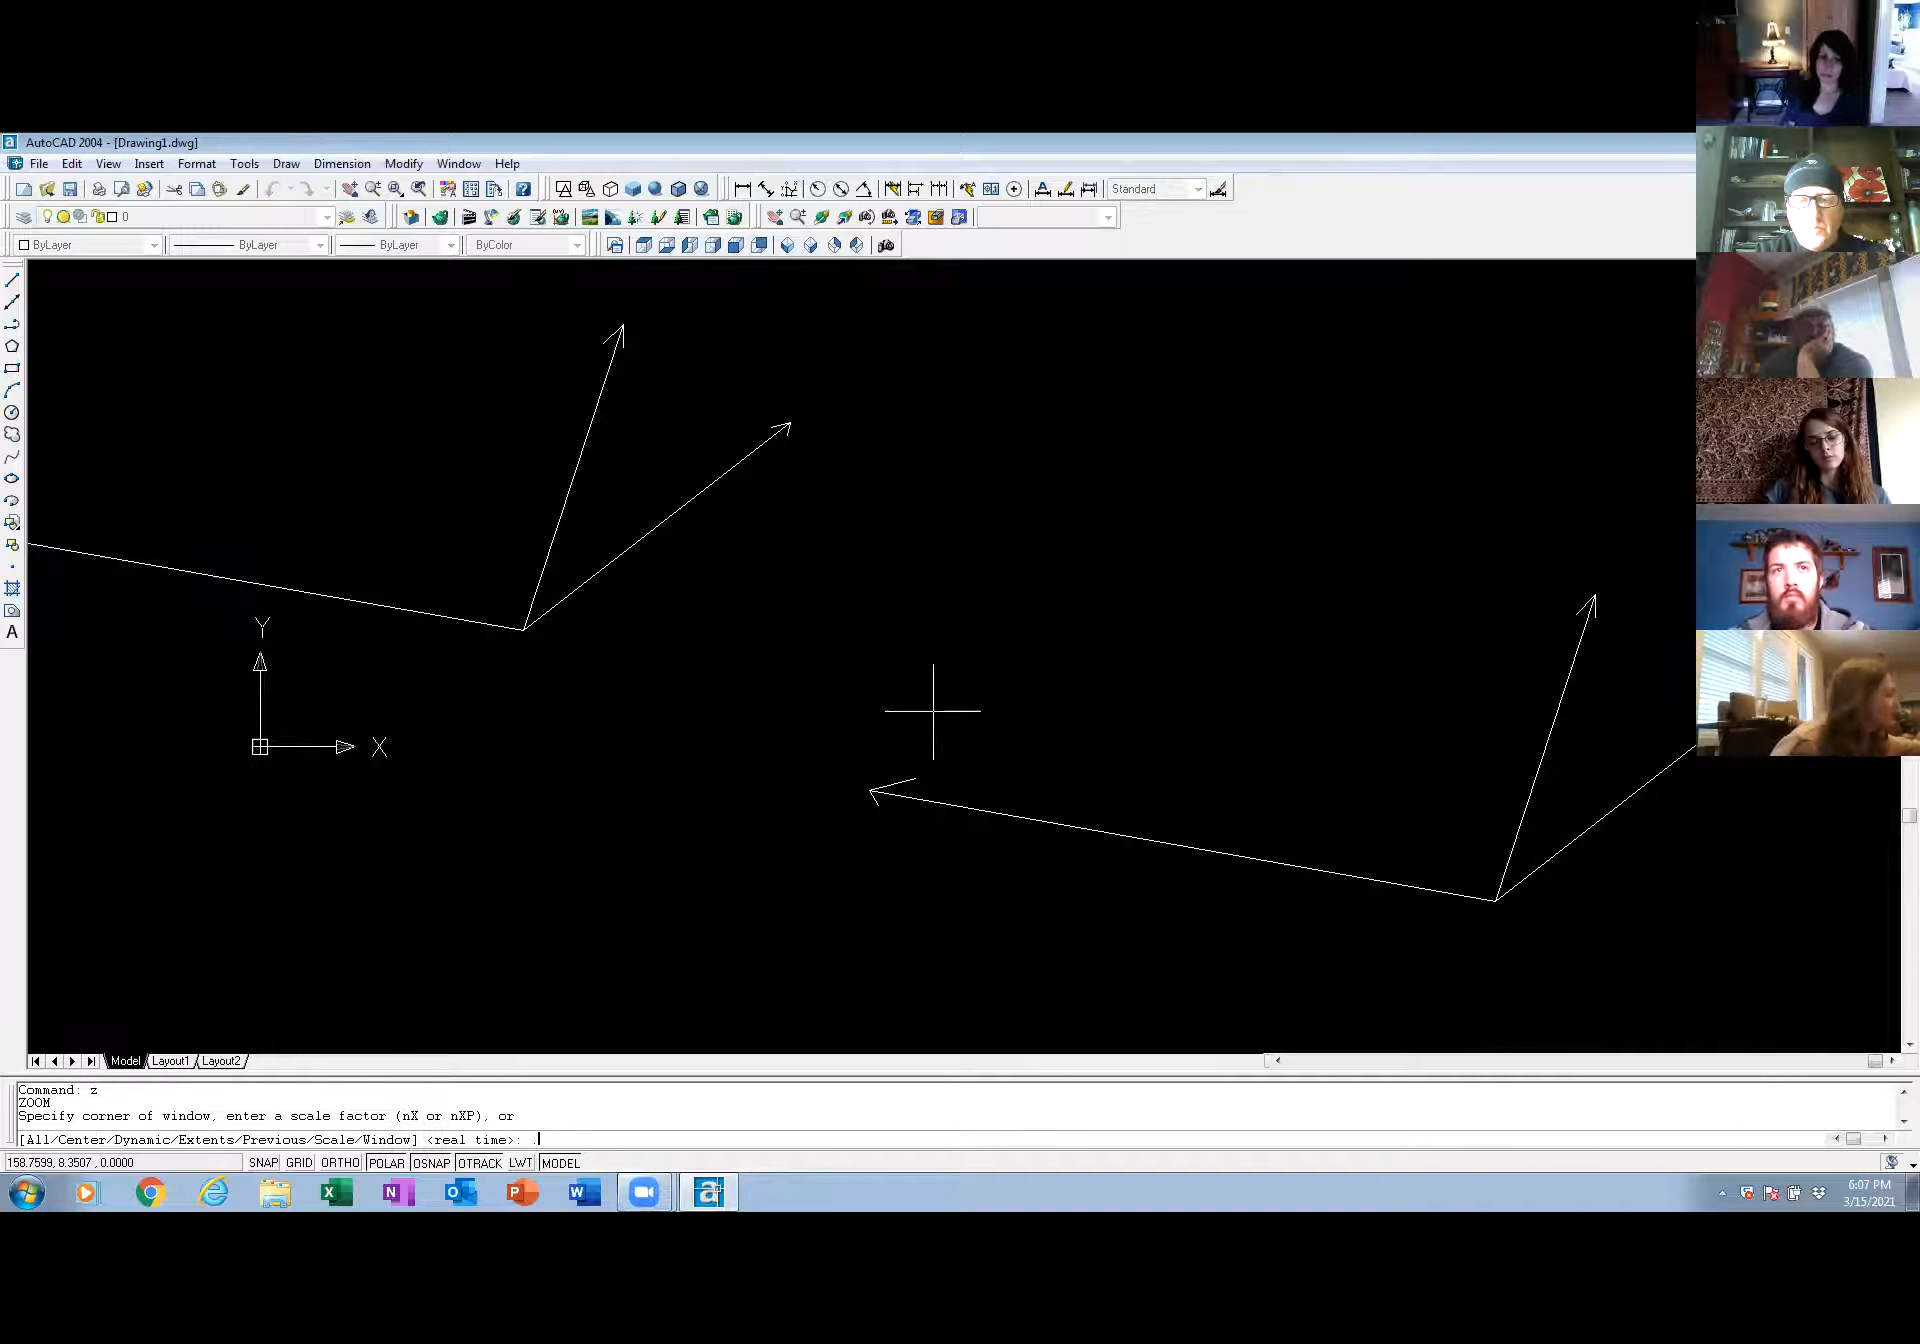 AutoCAD 2004 - [Drawing1.dwg]
File Edit View Insert Format Tools Draw Dimension Modify Window Help
Standard
0
ByLayer ByLayer ByLayer ByColor
A
Y
X
Model Layout1 Layout2
Command: z
ZOOM
Specify corner of window, enter a scale factor (nX or nXP), or
[All/Center/Dynamic/Extents/Previous/Scale/Window] <real time>: .
158.7599, 8.3507 , 0.0000 SNAP GRID ORTHO POLAR OSNAP OTRACK LWT MODEL
6:07 PM
3/15/2021